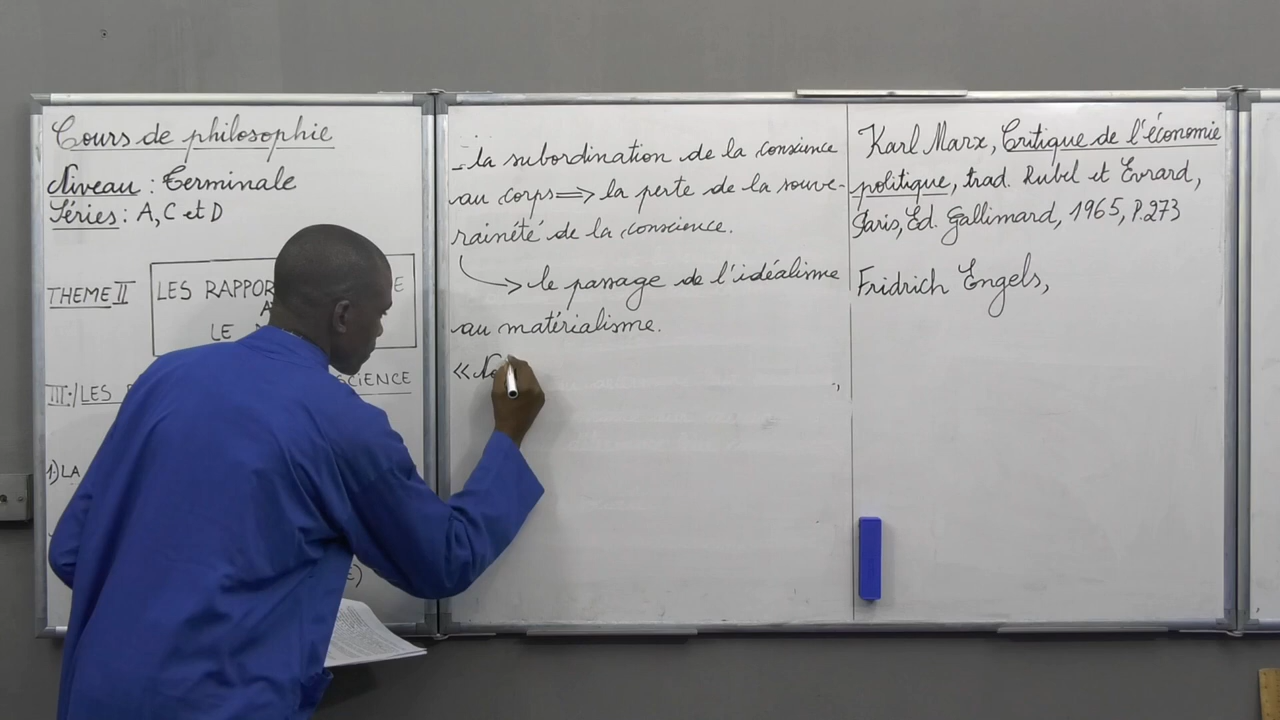 Cours de philosophie
Niveau : Terminale
Séries : A, C et D
THEME II
LES RAPPOR
LE
III-/LES
SCIENCE
1) LA
- la subordination de la conscience
au corps ⟹ la perte de la souve-
rainété de la conscience.
→ le passage de l'idéalisme
au matérialisme.
«No
Karl Marx, Critique de l'économie
politique, trad. Rubel et Evrard,
Paris, Ed. Gallimard, 1965, P.273
Fridrich Engels,